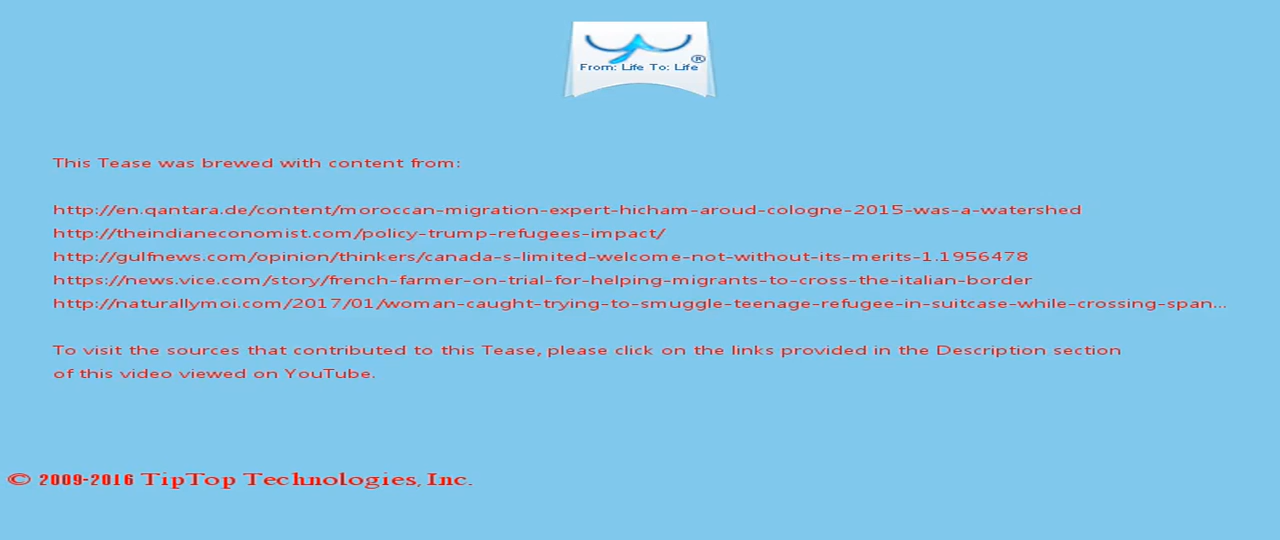 From: Life To: Life®
This Tease was brewed with content from:
http://en.qantara.de/content/moroccan-migration-expert-hicham-aroud-cologne-2015-was-a-watershed
http://theindianeconomist.com/policy-trump-refugees-impact/
http://gulfnews.com/opinion/thinkers/canada-s-limited-welcome-not-without-its-merits-1.1956478
https://news.vice.com/story/french-farmer-on-trial-for-helping-migrants-to-cross-the-italian-border
http://naturallymoi.com/2017/01/woman-caught-trying-to-smuggle-teenage-refugee-in-suitcase-while-crossing-span...
To visit the sources that contributed to this Tease, please click on the links provided in the Description section
of this video viewed on YouTube.
© 2009-2016 TipTop Technologies, Inc.